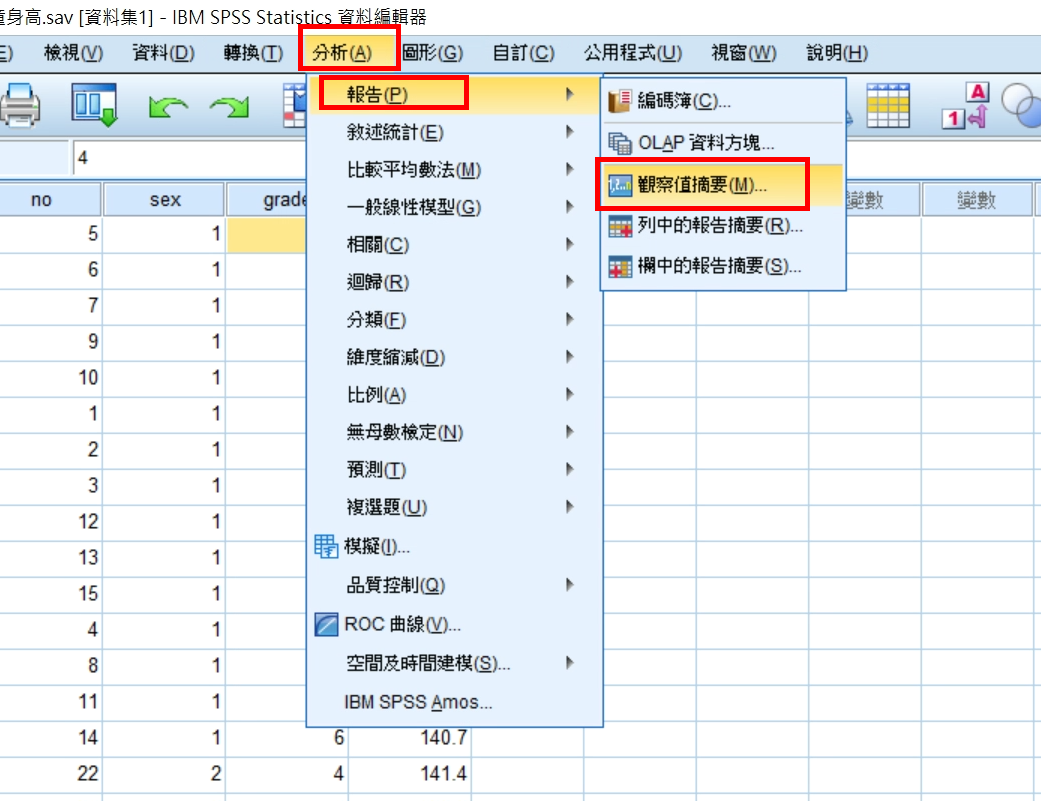 童身高.sav [資料集1] - IBM SPSS Statistics 資料編輯器
E) 檢視(V) 資料(D) 轉換(T) 分析(A) 圖形(G) 自訂(C) 公用程式(U) 視窗(W) 說明(H)
報告(P)
敘述統計(E)
比較平均數法(M)
一般線性模型(G)
相關(C)
迴歸(R)
分類(F)
維度縮減(D)
比例(A)
無母數檢定(N)
預測(T)
複選題(U)
模擬(I)...
品質控制(Q)
ROC 曲線(V)...
空間及時間建模(S)...
IBM SPSS Amos...
編碼簿(C)...
OLAP 資料方塊...
觀察值摘要(M)...
列中的報告摘要(R)...
欄中的報告摘要(S)...
A
1
4
no sex grade 變數 變數
5 1
6 1
7 1
9 1
10 1
1 1
2 1
3 1
12 1
13 1
15 1
4 1
8 1
11 1
14 1 6 140.7
22 2 4 141.4